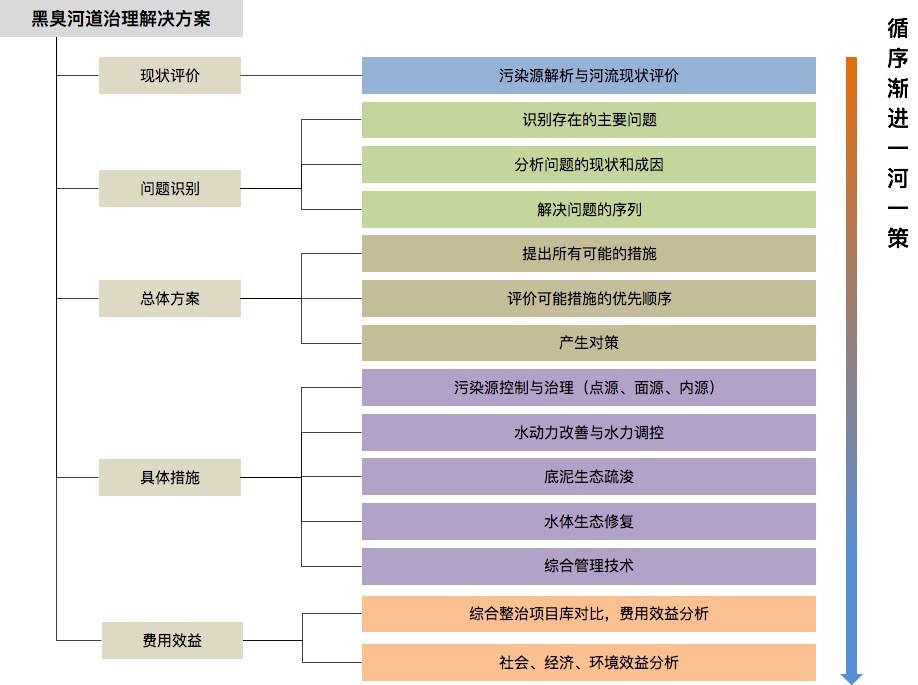 黑臭河道治理解决方案
现状评价
污染源解析与河流现状评价
问题识别
识别存在的主要问题
分析问题的现状和成因
解决问题的序列
总体方案
提出所有可能的措施
评价可能措施的优先顺序
产生对策
具体措施
污染源控制与治理（点源、面源、内源）
水动力改善与水力调控
底泥生态疏浚
水体生态修复
综合管理技术
费用效益
综合整治项目库对比，费用效益分析
社会、经济、环境效益分析
循序渐进一河一策